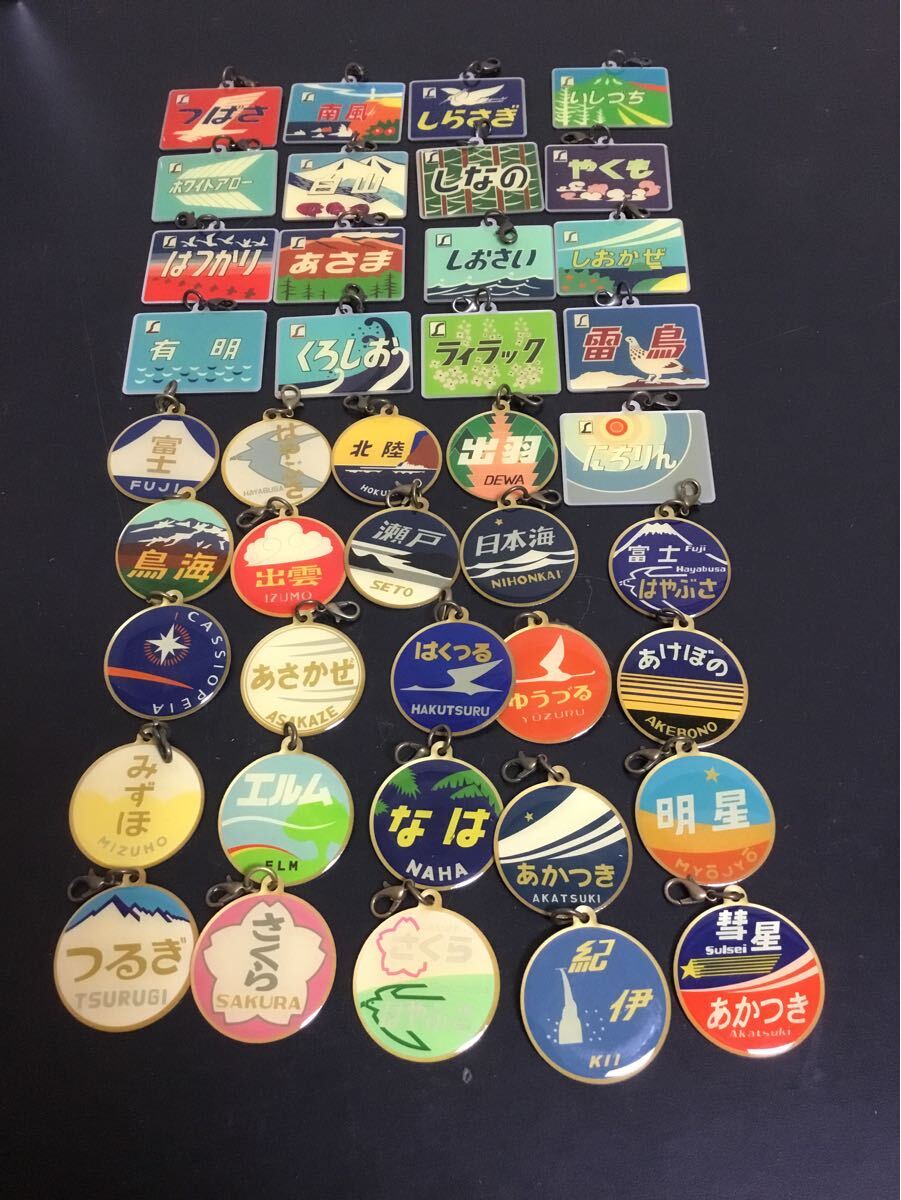 つばさ
南風
しらさぎ
いしづち
ホワイトアロー
白山
しなの
やくも
はつかり
あさま
しおさい
しおかぜ
有明
くろしお
ライラック
雷鳥
富士
FUJI
はやぶさ
HAYABUSA
北陸
出羽
DEWA
にちりん
鳥海
出雲
IZUMO
瀬戸
SETO
日本海
NIHONKAI
富士
Fuji
Hayabusa
はやぶさ
CASSIOPEIA
あさかぜ
ASAKAZE
はくつる
HAKUTSURU
ゆうづる
YŪZURU
あけぼの
AKEBONO
みずほ
MIZUHO
エルム
ELM
なは
NAHA
あかつき
AKATSUKI
明星
MYŌJYŌ
つるぎ
TSURUGI
さくら
SAKURA
さくら
紀伊
KII
彗星
Suisei
あかつき
Akatsuki